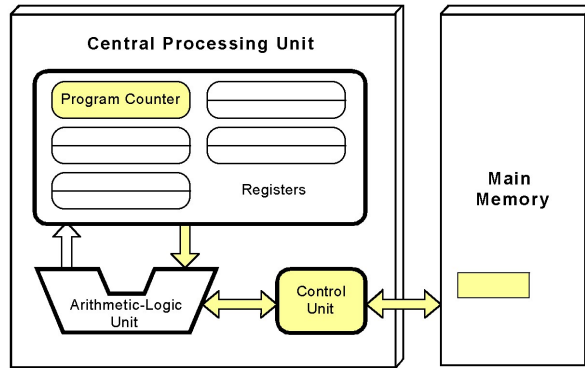 Central Processing Unit
Program Counter
Registers
Arithmetic-Logic
Unit
Control
Unit
Main
Memory